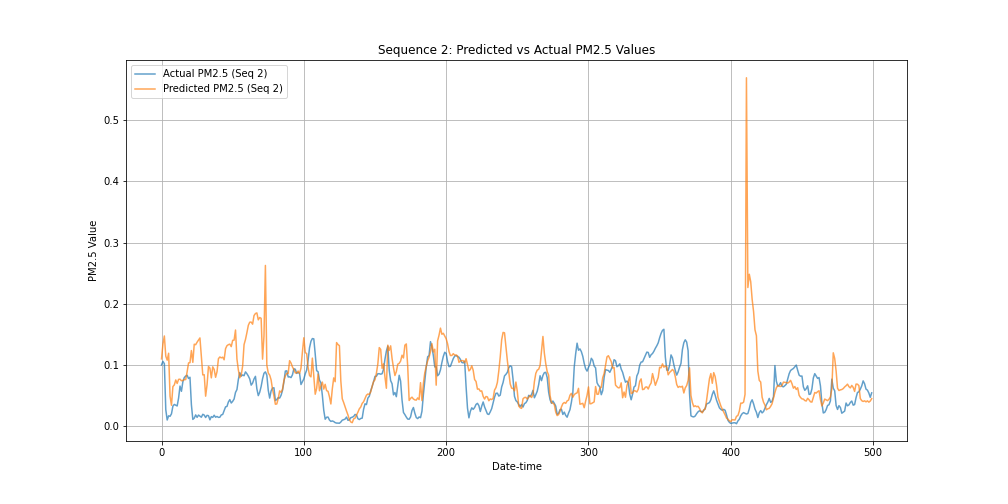 Sequence 2: Predicted vs Actual PM2.5 Values
Actual PM2.5 (Seq 2)
Predicted PM2.5 (Seq 2)
PM2.5 Value
0.5
0.4
0.3
0.2
0.1
0.0
0 100 200 300 400 500
Date-time